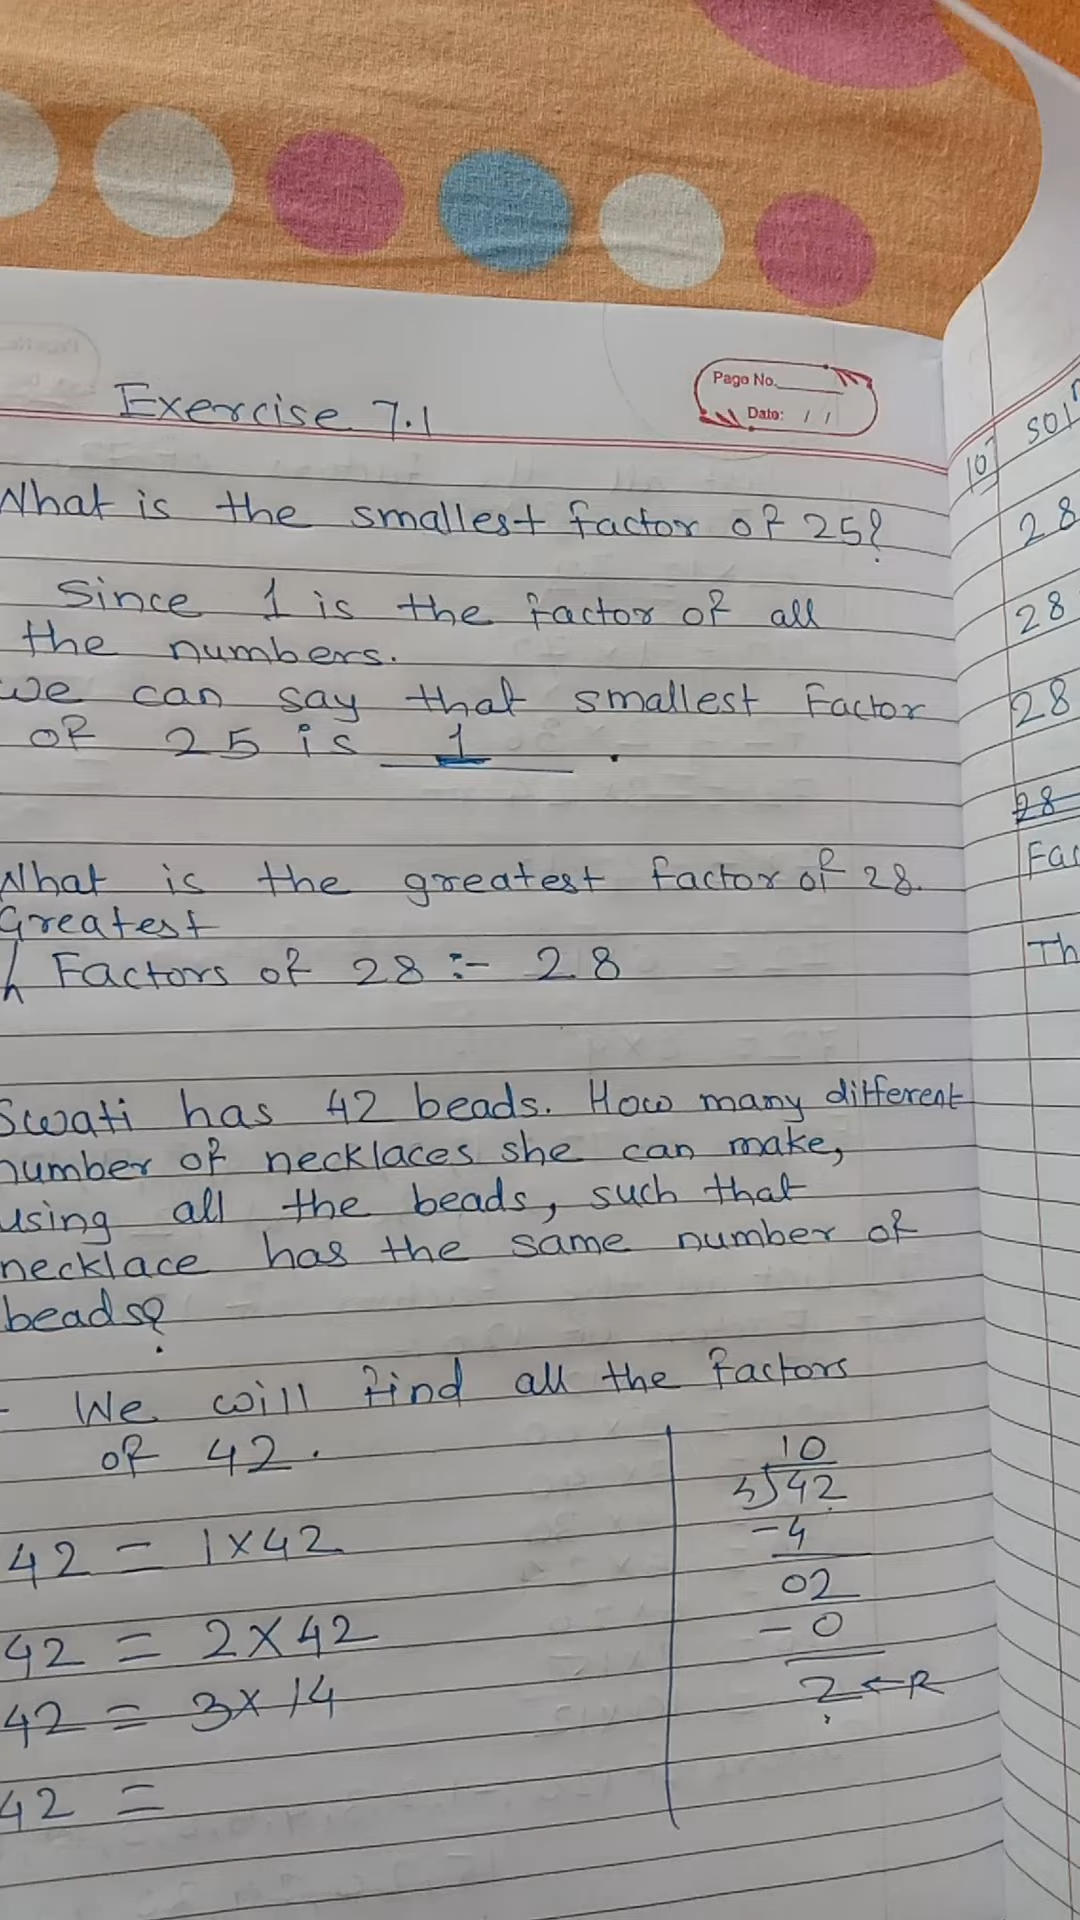 Exercise 7.1
Page No.
Date: / /
What is the smallest factor of 25?
Since 1 is the factor of all
the numbers.
we can say that smallest Factor
of 25 is 1 .
What is the greatest factor of 28.
Greatest
Factors of 28 :- 28
Swati has 42 beads. How many different
number of necklaces she can make,
using all the beads, such that
necklace has the same number of
beads?
- We will find all the factors
of 42.
42 = 1×42
42 = 2×42
42 = 3×14
42 =
10
42
-4
02
-0
2 ← R
10
28
28
28
28